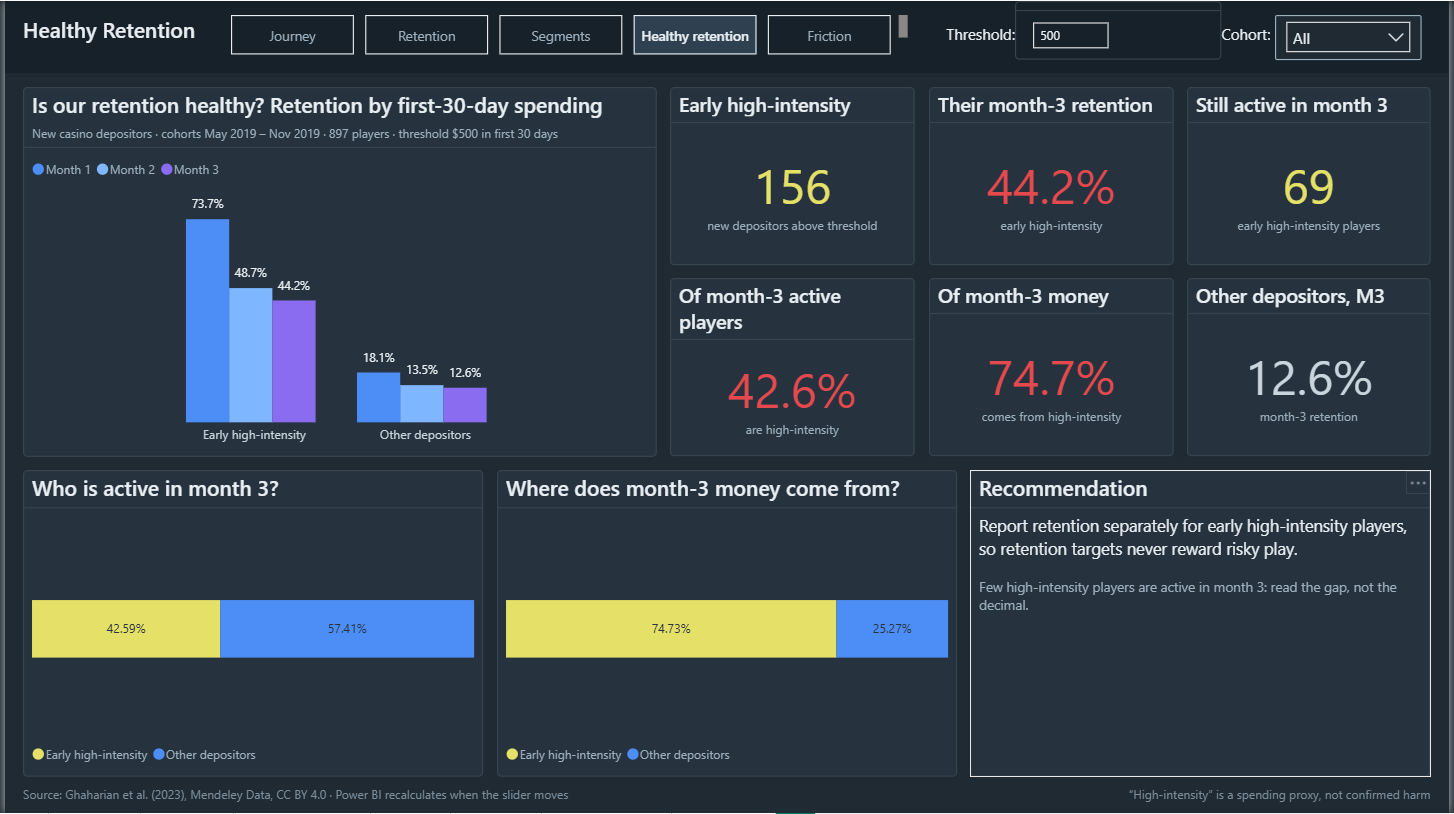 Healthy Retention
Journey
Retention
Segments
Healthy retention
Friction
Threshold:
500
Cohort:
All
Is our retention healthy? Retention by first-30-day spending
New casino depositors · cohorts May 2019 – Nov 2019 · 897 players · threshold $500 in first 30 days
Month 1 Month 2 Month 3
73.7%
48.7%
44.2%
18.1%
13.5%
12.6%
Early high-intensity
Other depositors
Early high-intensity
156
new depositors above threshold
Their month-3 retention
44.2%
early high-intensity
Still active in month 3
69
early high-intensity players
Of month-3 active
players
42.6%
are high-intensity
Of month-3 money
74.7%
comes from high-intensity
Other depositors, M3
12.6%
month-3 retention
Who is active in month 3?
42.59%
57.41%
Early high-intensity Other depositors
Where does month-3 money come from?
74.73%
25.27%
Early high-intensity Other depositors
Recommendation
Report retention separately for early high-intensity players,
so retention targets never reward risky play.
Few high-intensity players are active in month 3: read the gap, not the
decimal.
Source: Ghaharian et al. (2023), Mendeley Data, CC BY 4.0 · Power BI recalculates when the slider moves
“High-intensity” is a spending proxy, not confirmed harm